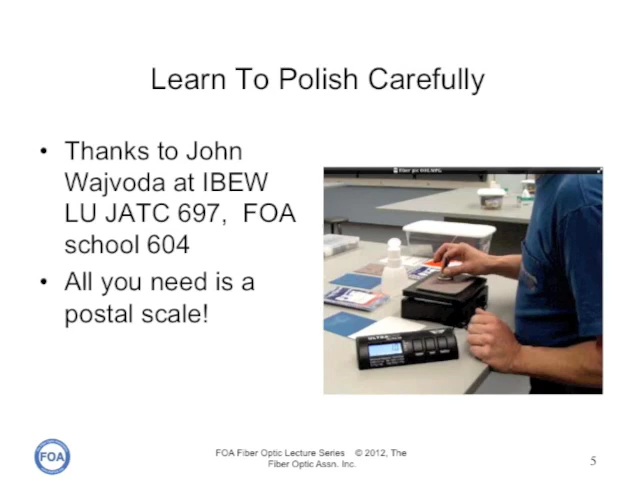 Learn To Polish Carefully
• Thanks to John
Wajvoda at IBEW
LU JATC 697, FOA
school 604
• All you need is a
postal scale!
ULTRA
FOA
FOA Fiber Optic Lecture Series © 2012, The
Fiber Optic Assn. Inc.
5